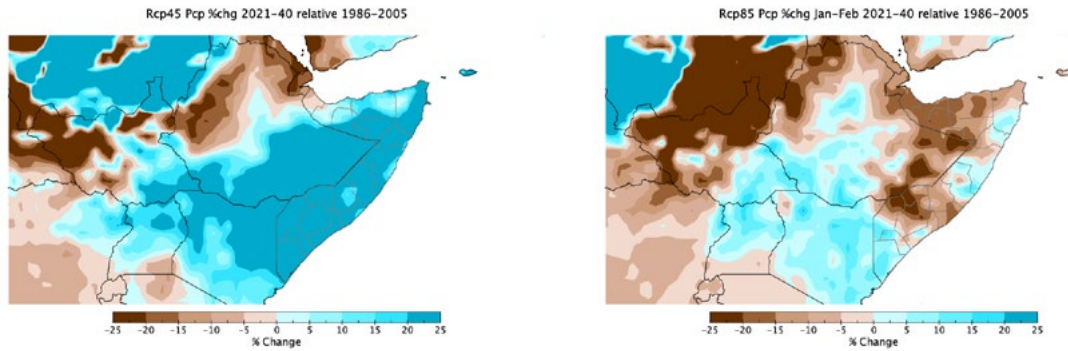 Rcp45 Pcp %chg 2021-40 relative 1986-2005
-25 -20 -15 -10 -5 0 5 10 15 20 25
% Change
Rcp85 Pcp %chg Jan-Feb 2021-40 relative 1986-2005
-25 -20 -15 -10 -5 0 5 10 15 20 25
% Change